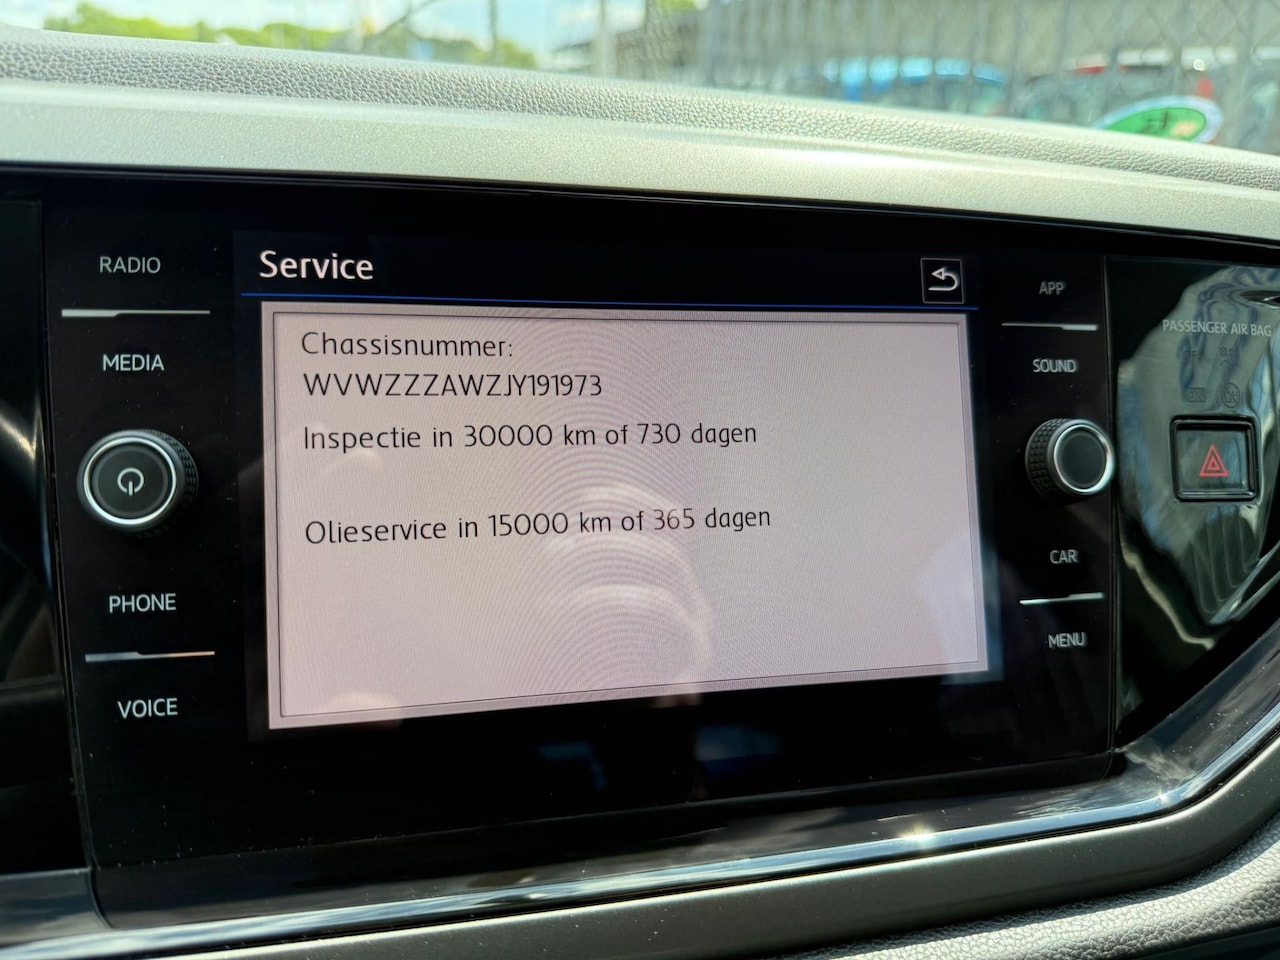 Service
Chassisnummer:
WVWZZZAWZJY191973
Inspectie in 30000 km of 730 dagen
Olieservice in 15000 km of 365 dagen
RADIO
MEDIA
PHONE
VOICE
APP
SOUND
CAR
MENU
PASSENGER AIR BAG